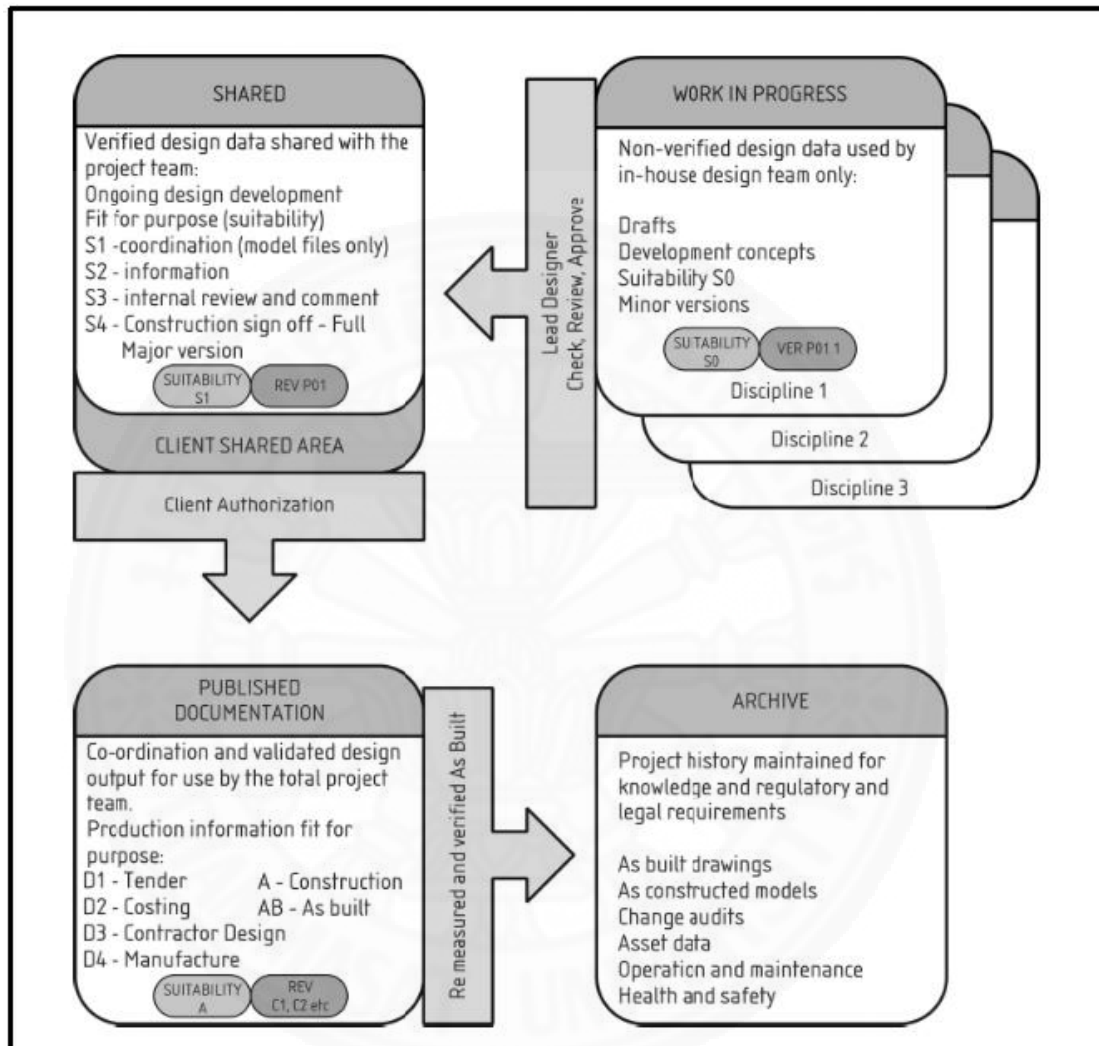 SHARED
Verified design data shared with the
project team:
Ongoing design development
Fit for purpose (suitability)
S1 -coordination (model files only)
S2 - information
S3 - internal review and comment
S4 - Construction sign off - Full
Major version
SUITABILITY
S1
REV P01
CLIENT SHARED AREA
Client Authorization
Lead Designer
Check, Review, Approve
WORK IN PROGRESS
Non-verified design data used by
in-house design team only:
Drafts
Development concepts
Suitability S0
Minor versions
SUITABILITY
S0
VER P01 1
Discipline 1
Discipline 2
Discipline 3
PUBLISHED
DOCUMENTATION
Co-ordination and validated design
output for use by the total project
team.
Production information fit for
purpose:
D1 - Tender A - Construction
D2 - Costing AB - As built
D3 - Contractor Design
D4 - Manufacture
SUITABILITY
A
REV
C1, C2 etc
Re measured and verified As Built
ARCHIVE
Project history maintained for
knowledge and regulatory and
legal requirements
As built drawings
As constructed models
Change audits
Asset data
Operation and maintenance
Health and safety